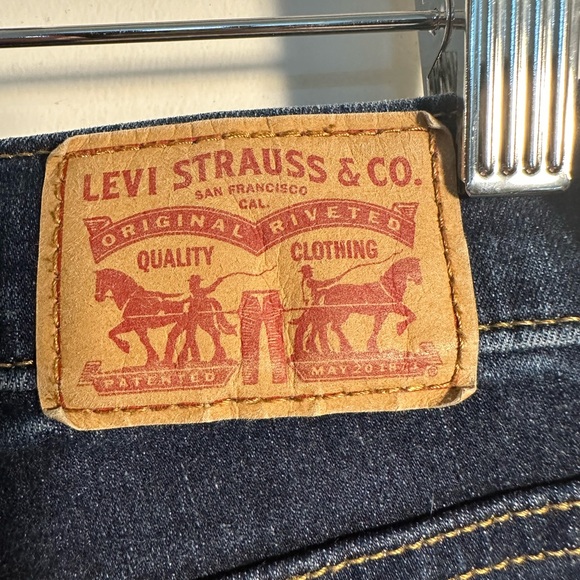 LEVI STRAUSS & CO.
SAN FRANCISCO
CAL.
ORIGINAL RIVETED
QUALITY CLOTHING
PATENTED MAY 20 1873
®